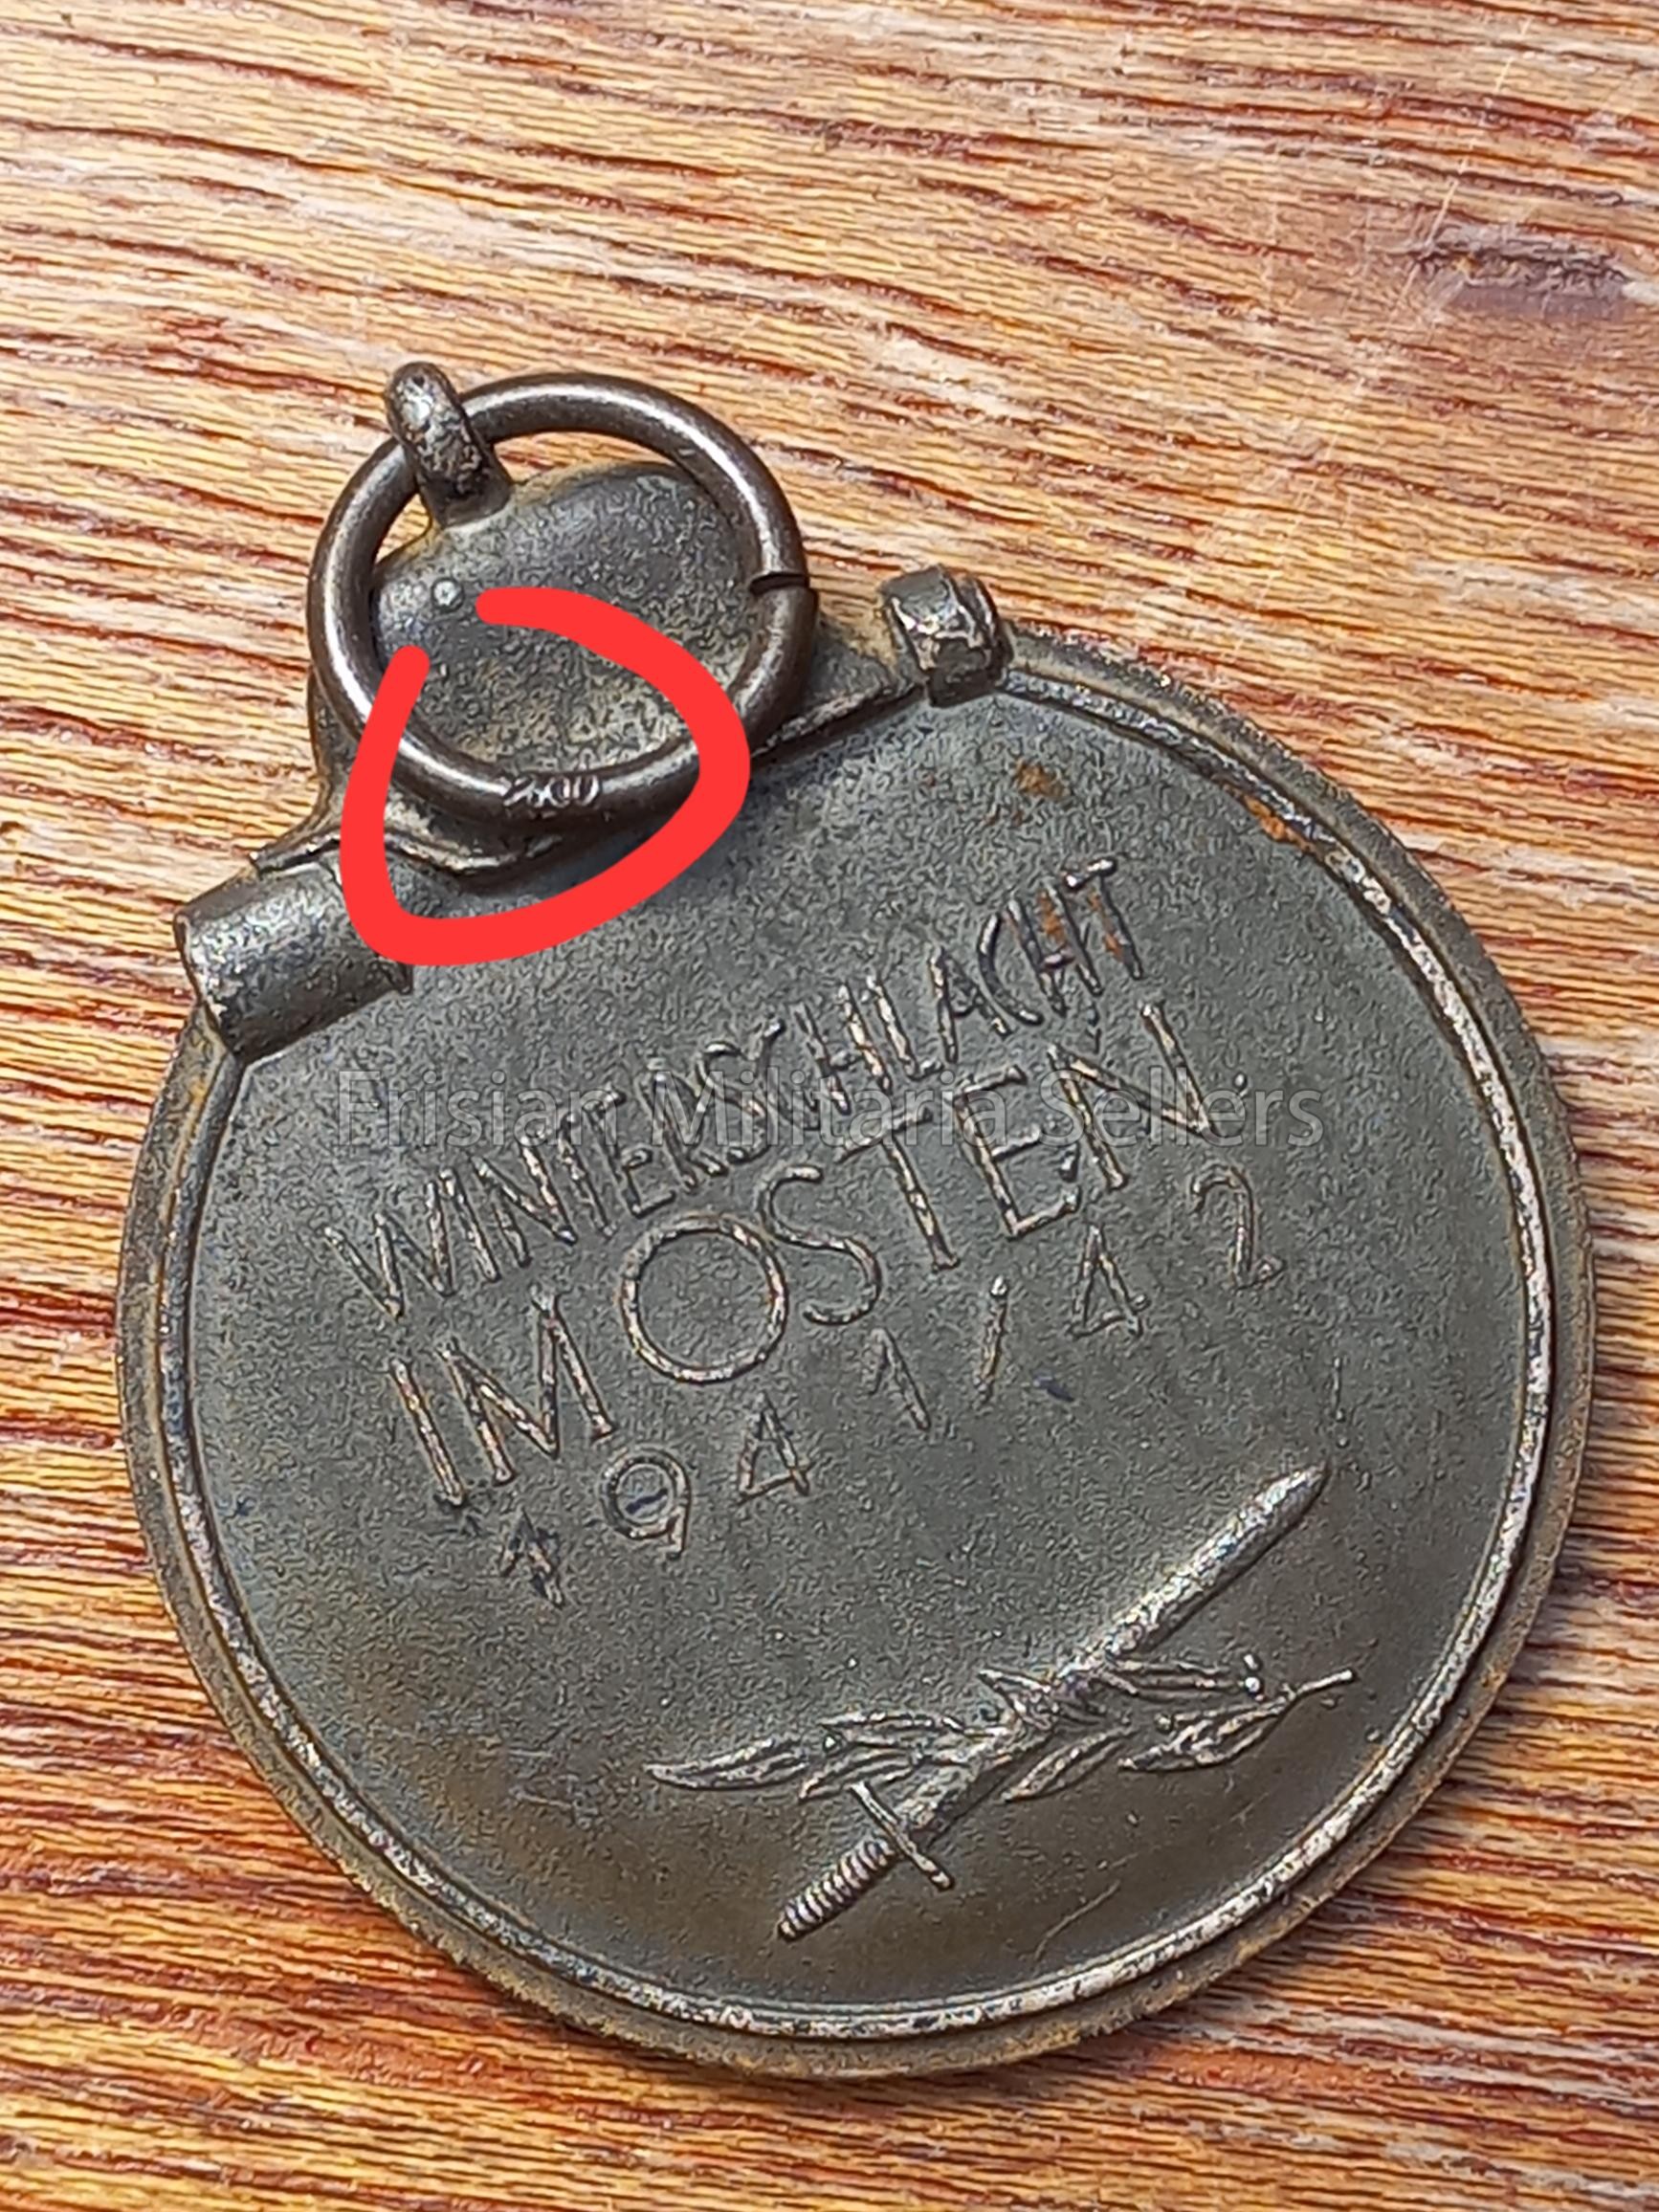 WINTERSCHLACHT
IM OSTEN
1941/42
Frisian Militaria Sellers